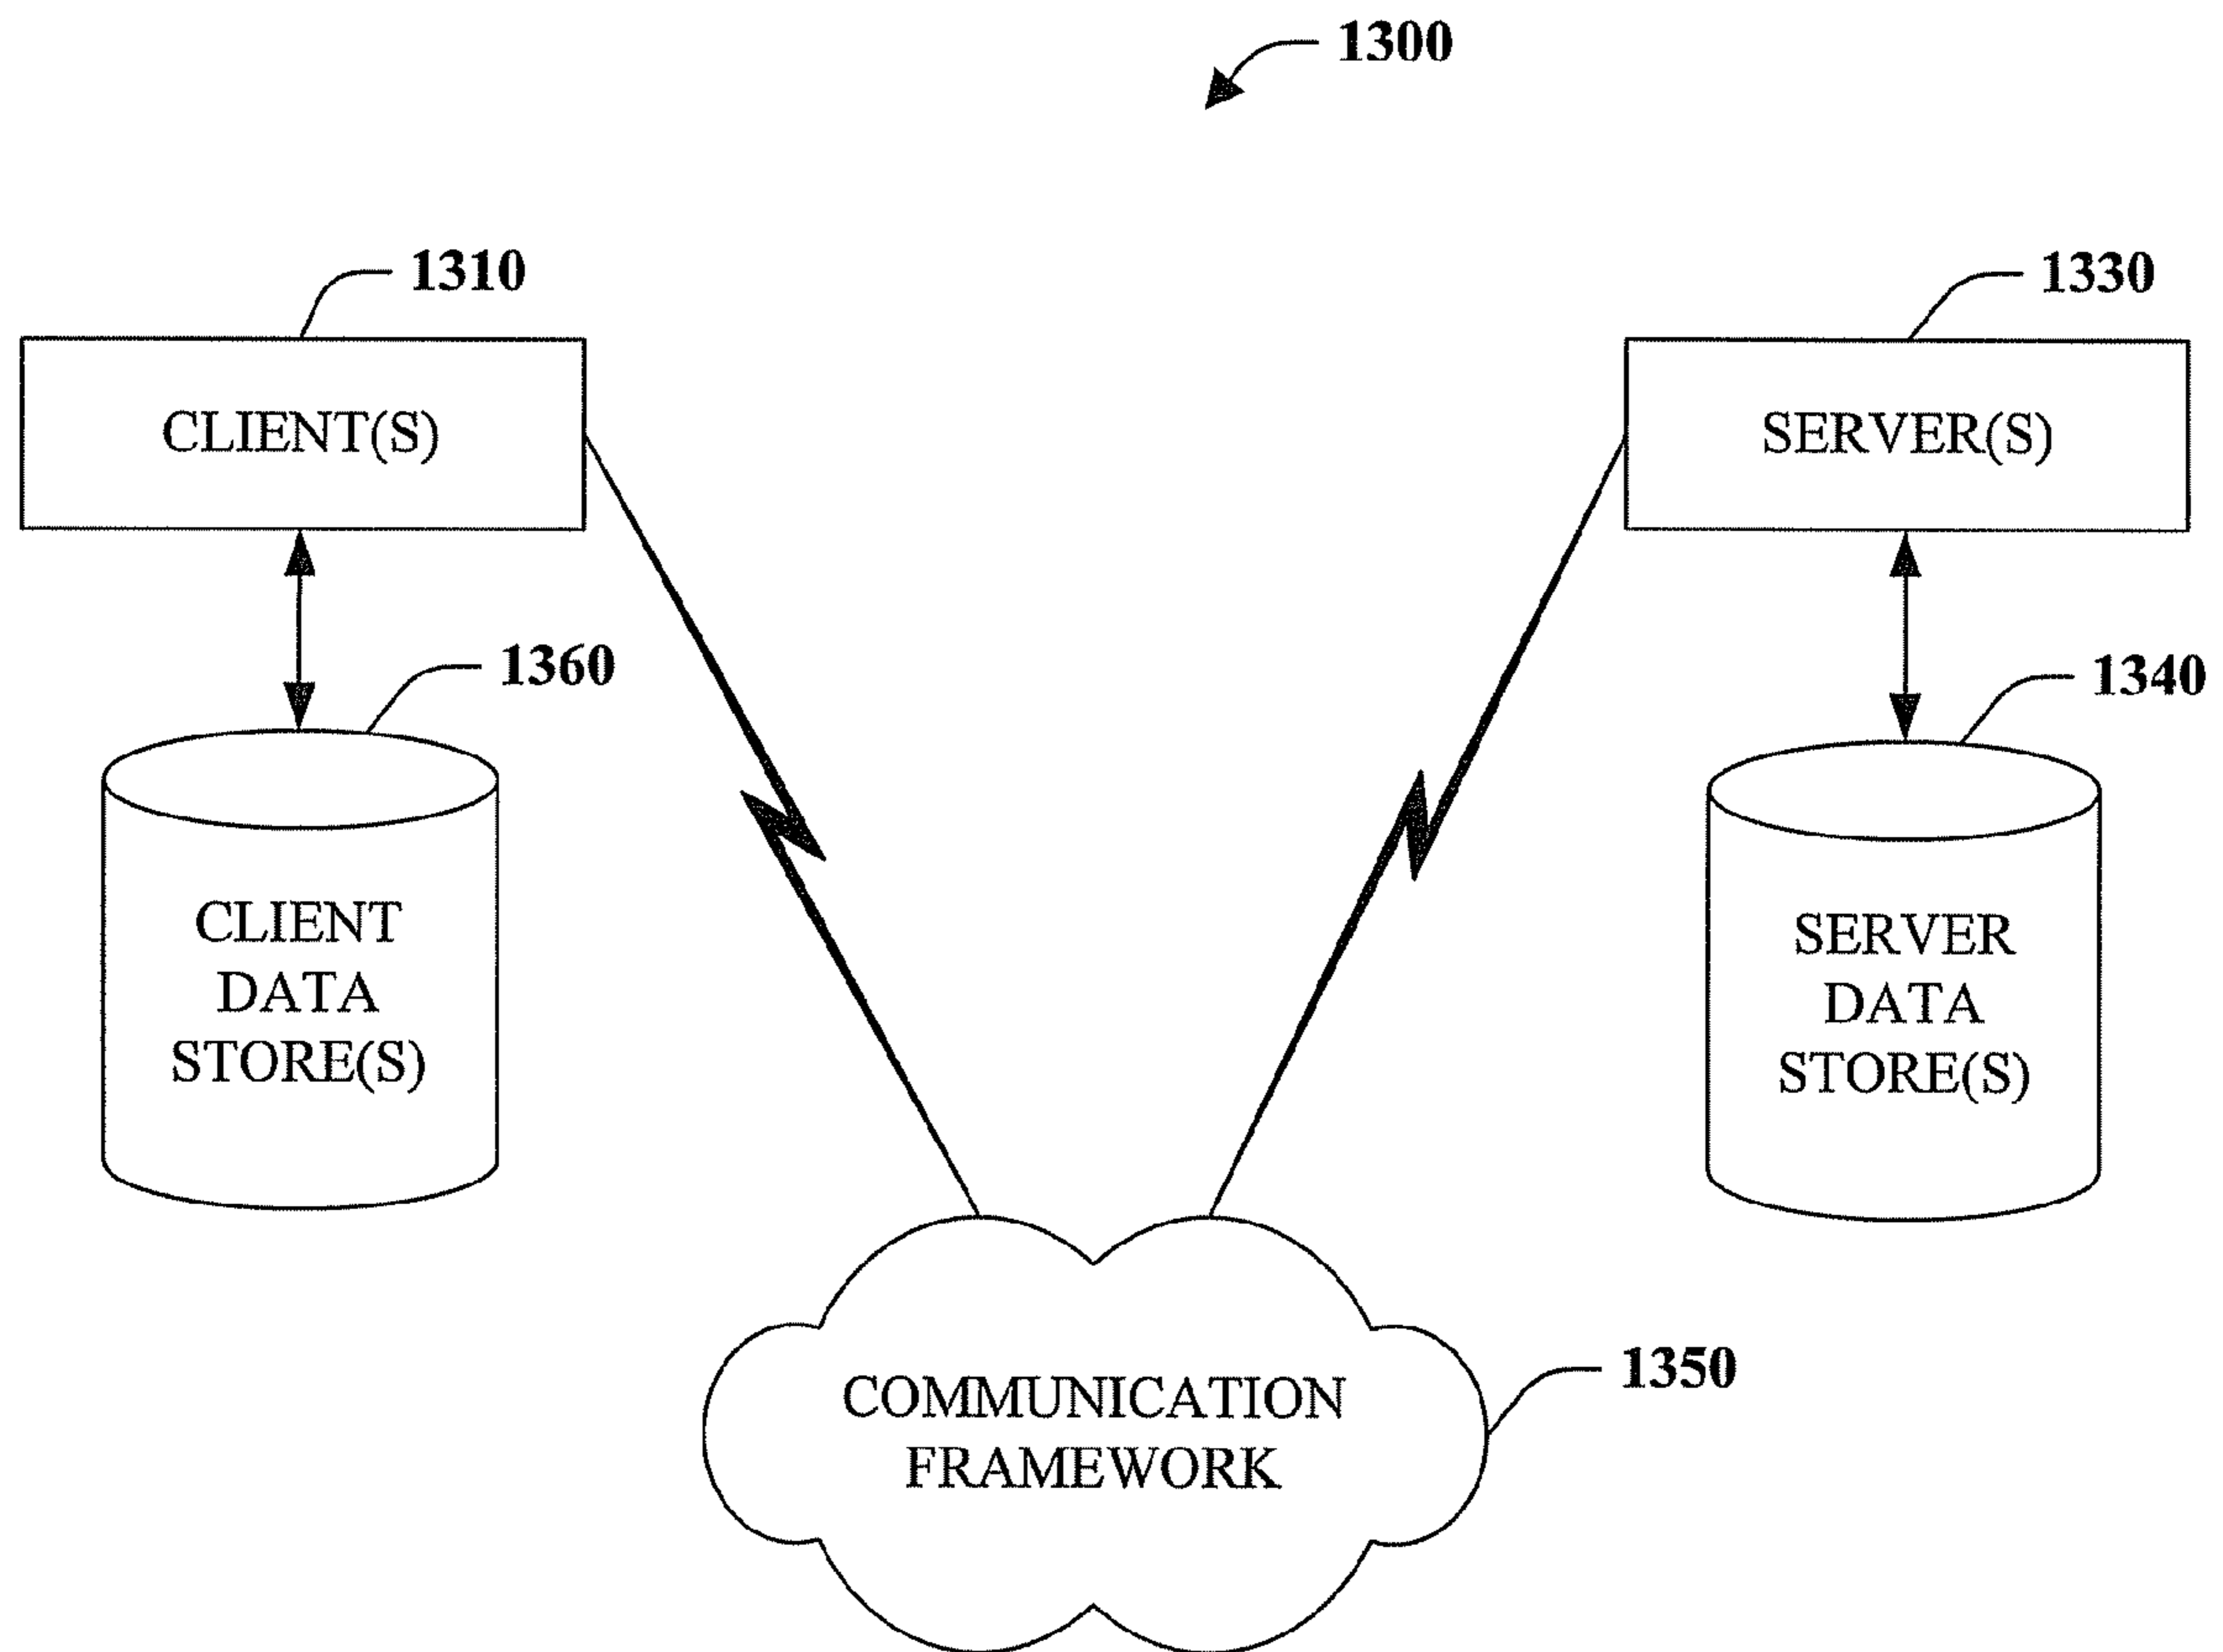 1300
1310
1330
CLIENT(S)
SERVER(S)
1360
1340
CLIENT
DATA
STORE(S)
SERVER
DATA
STORE(S)
1350
COMMUNICATION
FRAMEWORK